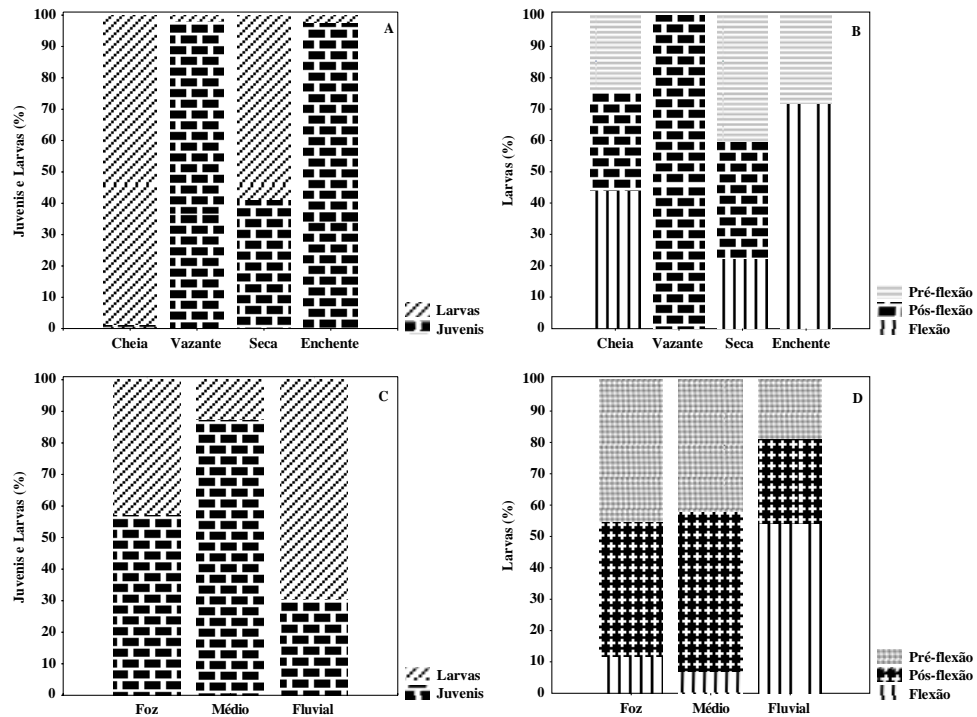 A
Juvenis e Larvas (%)
100
90
80
70
60
50
40
30
20
10
0
Cheia Vazante Seca Enchente
Larvas
Juvenis
B
Larvas (%)
100
90
80
70
60
50
40
30
20
10
0
Cheia Vazante Seca Enchente
Pré-flexão
Pós-flexão
Flexão
C
Juvenis e Larvas (%)
100
90
80
70
60
50
40
30
20
10
0
Foz Médio Fluvial
Larvas
Juvenis
D
Larvas (%)
100
90
80
70
60
50
40
30
20
10
0
Foz Médio Fluvial
Pré-flexão
Pós-flexão
Flexão